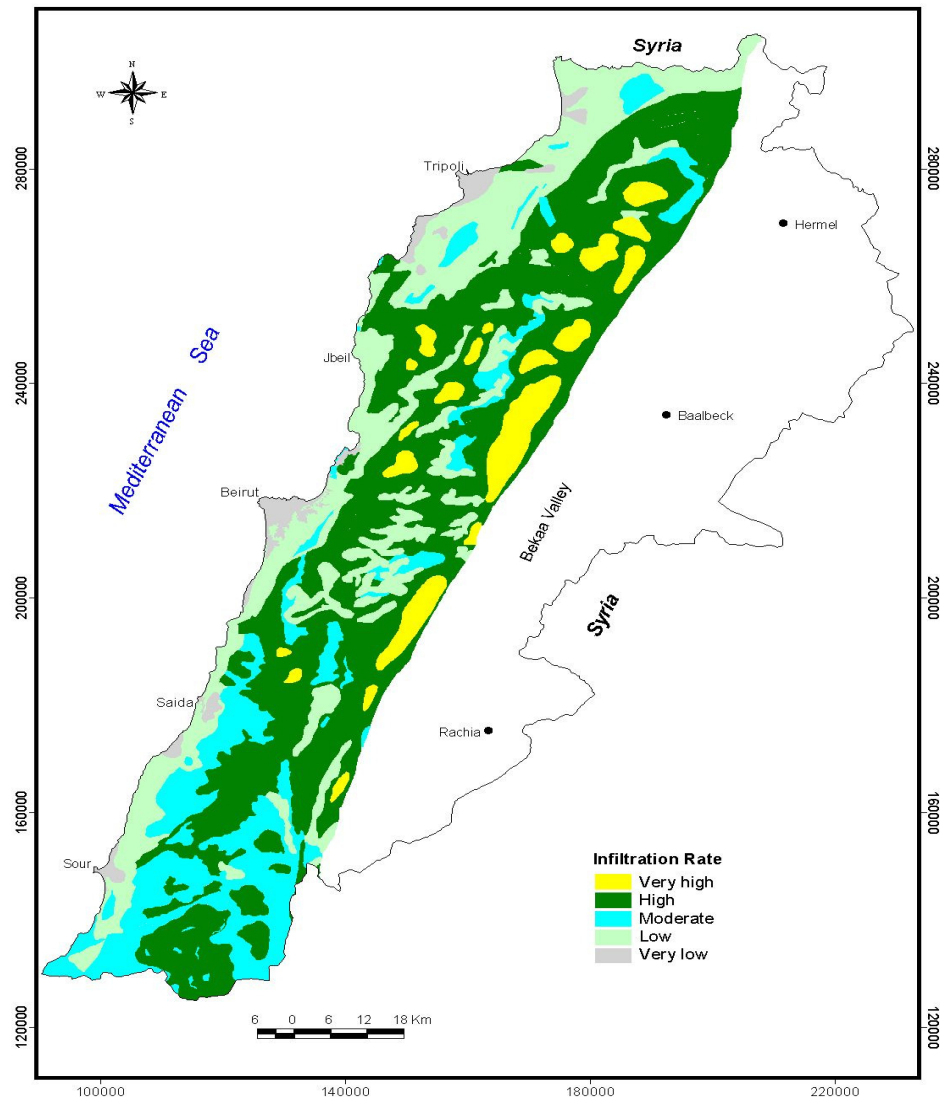 Syria
N
W E
S
Tripoli
280000
280000
Hermel
Mediterranean Sea
Jbeil
240000
240000
Baalbeck
Beirut
Bekaa Valley
200000
200000
Syria
Saida
Rachia
160000
160000
Sour
Infiltration Rate
Very high
High
Moderate
Low
Very low
6 0 6 12 18 Km
120000
120000
100000 140000 180000 220000